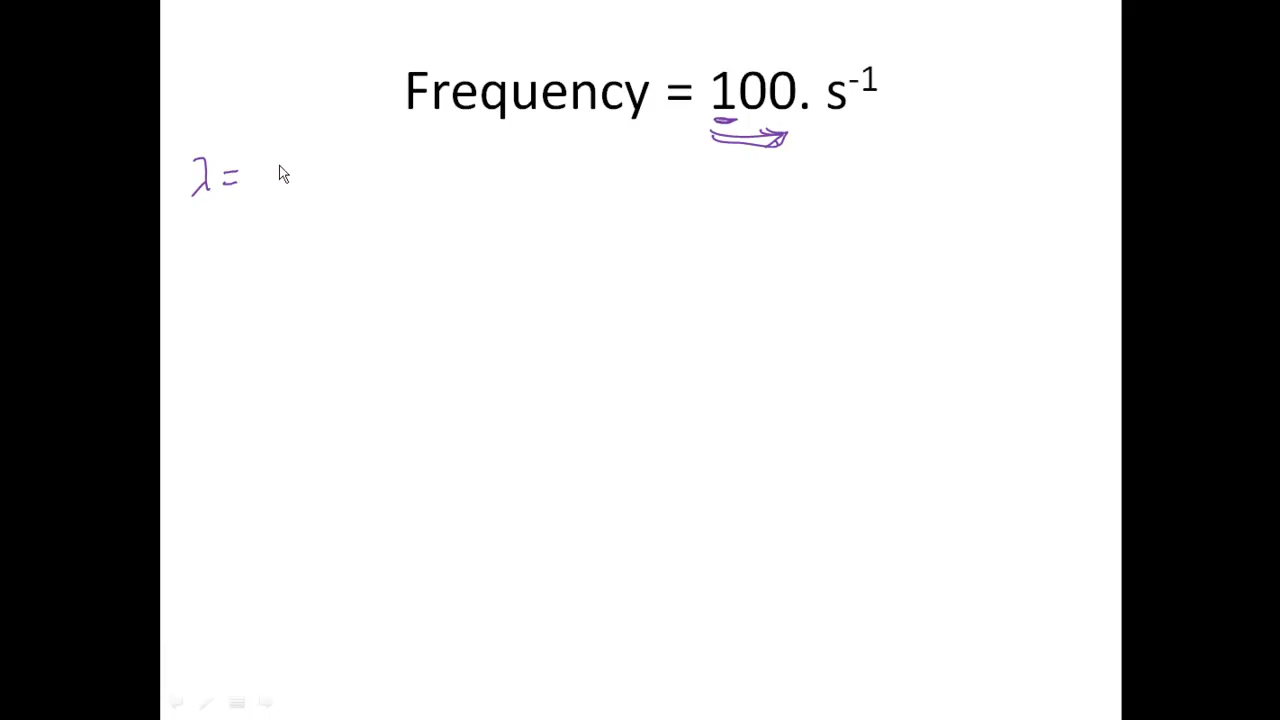 Frequency = 100. s⁻¹
λ =